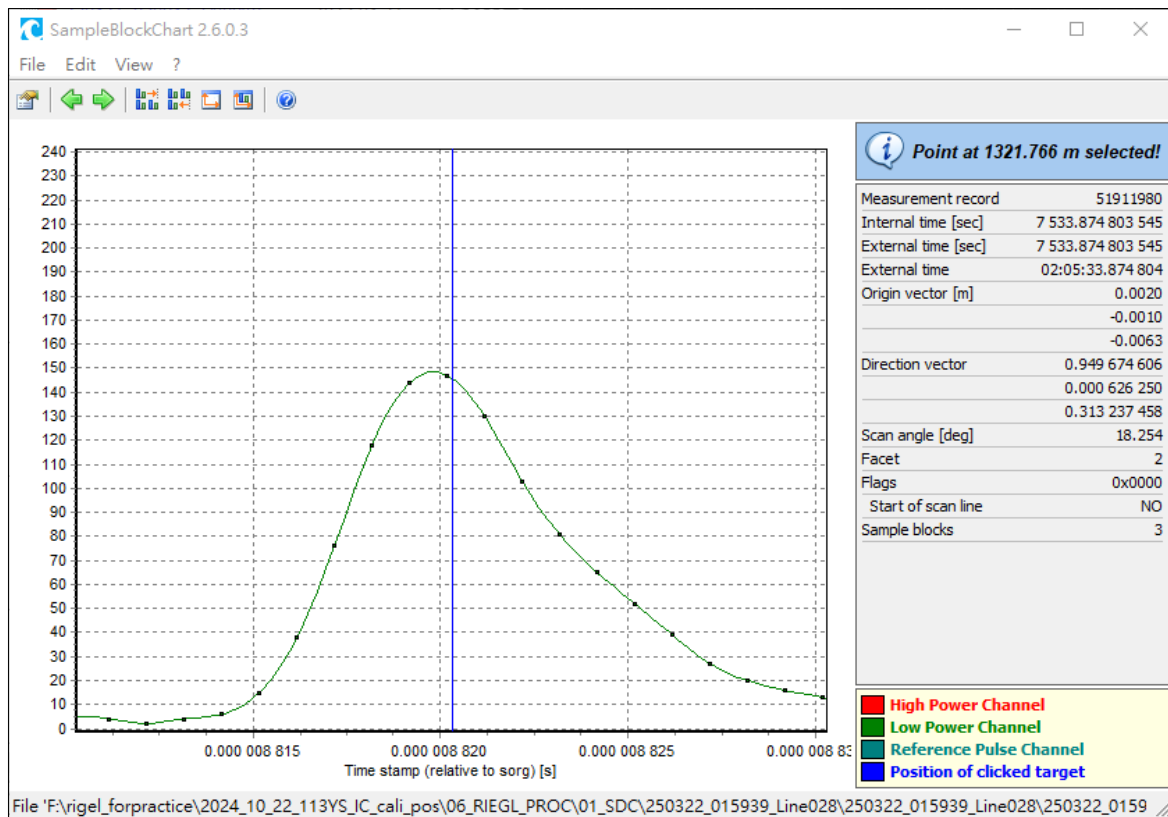 SampleBlockChart 2.6.0.3
File Edit View ?
Point at 1321.766 m selected!
240
230
220
210
200
190
180
170
160
150
140
130
120
110
100
90
80
70
60
50
40
30
20
10
0
0.000 008 815 0.000 008 820 0.000 008 825 0.000 008 83
Time stamp (relative to sorg) [s]
Measurement record 51911980
Internal time [sec] 7 533.874 803 545
External time [sec] 7 533.874 803 545
External time 02:05:33.874 804
Origin vector [m] 0.0020
-0.0010
-0.0063
Direction vector 0.949 674 606
0.000 626 250
0.313 237 458
Scan angle [deg] 18.254
Facet 2
Flags 0x0000
Start of scan line NO
Sample blocks 3
High Power Channel
Low Power Channel
Reference Pulse Channel
Position of clicked target
File 'F:\rigel_forpractice\2024_10_22_113YS_IC_cali_pos\06_RIEGL_PROC\01_SDC\250322_015939_Line028\250322_015939_Line028\250322_0159